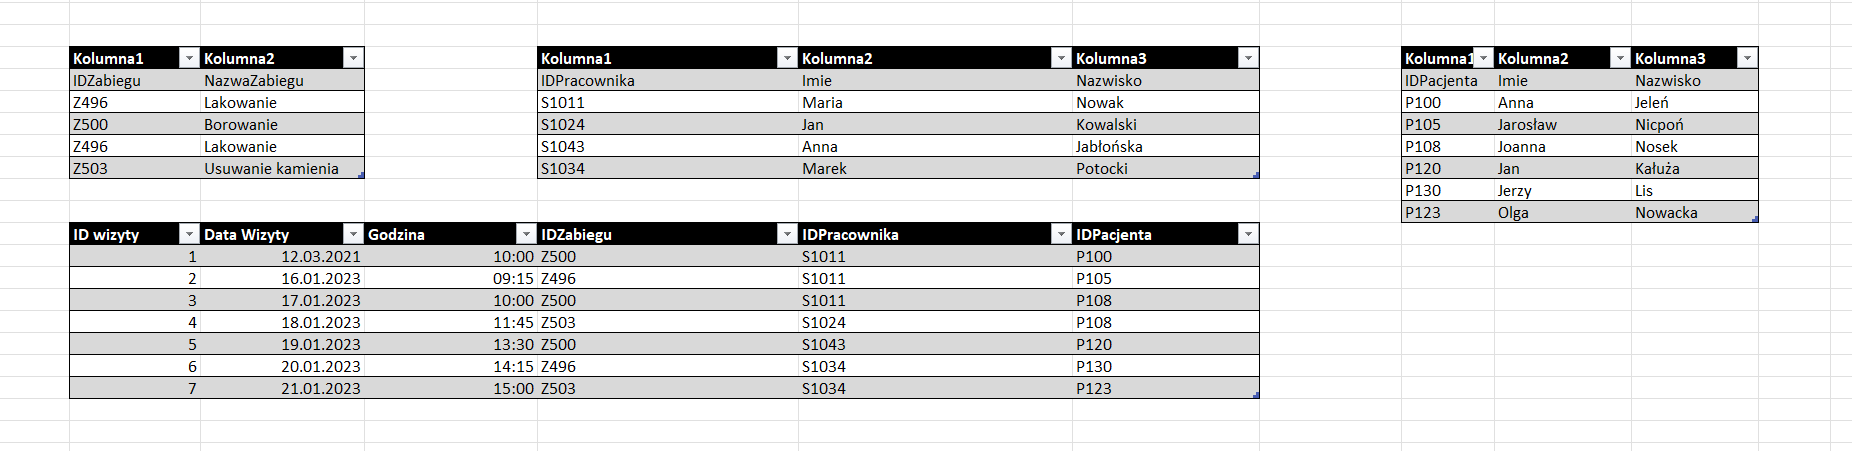 Kolumna1 Kolumna2
IDZabiegu NazwaZabiegu
Z496 Lakowanie
Z500 Borowanie
Z496 Lakowanie
Z503 Usuwanie kamienia
Kolumna1 Kolumna2 Kolumna3
IDPracownika Imie Nazwisko
S1011 Maria Nowak
S1024 Jan Kowalski
S1043 Anna Jabłońska
S1034 Marek Potocki
Kolumna1 Kolumna2 Kolumna3
IDPacjenta Imie Nazwisko
P100 Anna Jeleń
P105 Jarosław Nicpoń
P108 Joanna Nosek
P120 Jan Kałuża
P130 Jerzy Lis
P123 Olga Nowacka
ID wizyty Data Wizyty Godzina IDZabiegu IDPracownika IDPacjenta
1 12.03.2021 10:00 Z500 S1011 P100
2 16.01.2023 09:15 Z496 S1011 P105
3 17.01.2023 10:00 Z500 S1011 P108
4 18.01.2023 11:45 Z503 S1024 P108
5 19.01.2023 13:30 Z500 S1043 P120
6 20.01.2023 14:15 Z496 S1034 P130
7 21.01.2023 15:00 Z503 S1034 P123